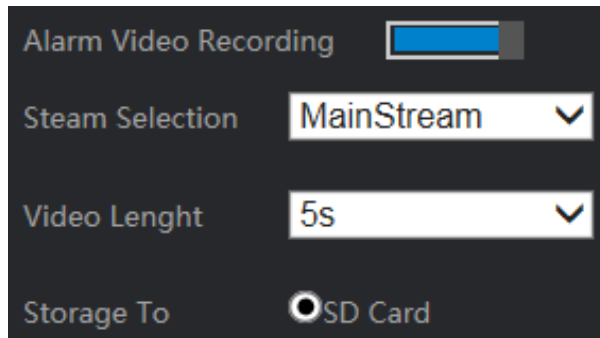 Alarm Video Recording
Steam Selection MainStream
Video Lenght 5s
Storage To SD Card